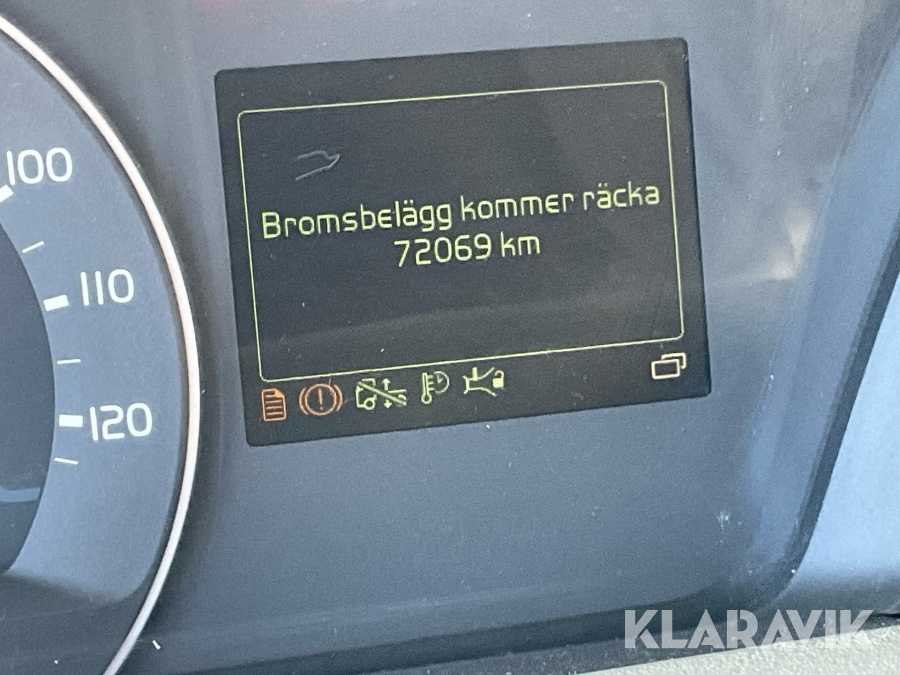 100
Bromsbelägg kommer räcka
72069 km
110
120
KLARAVIK